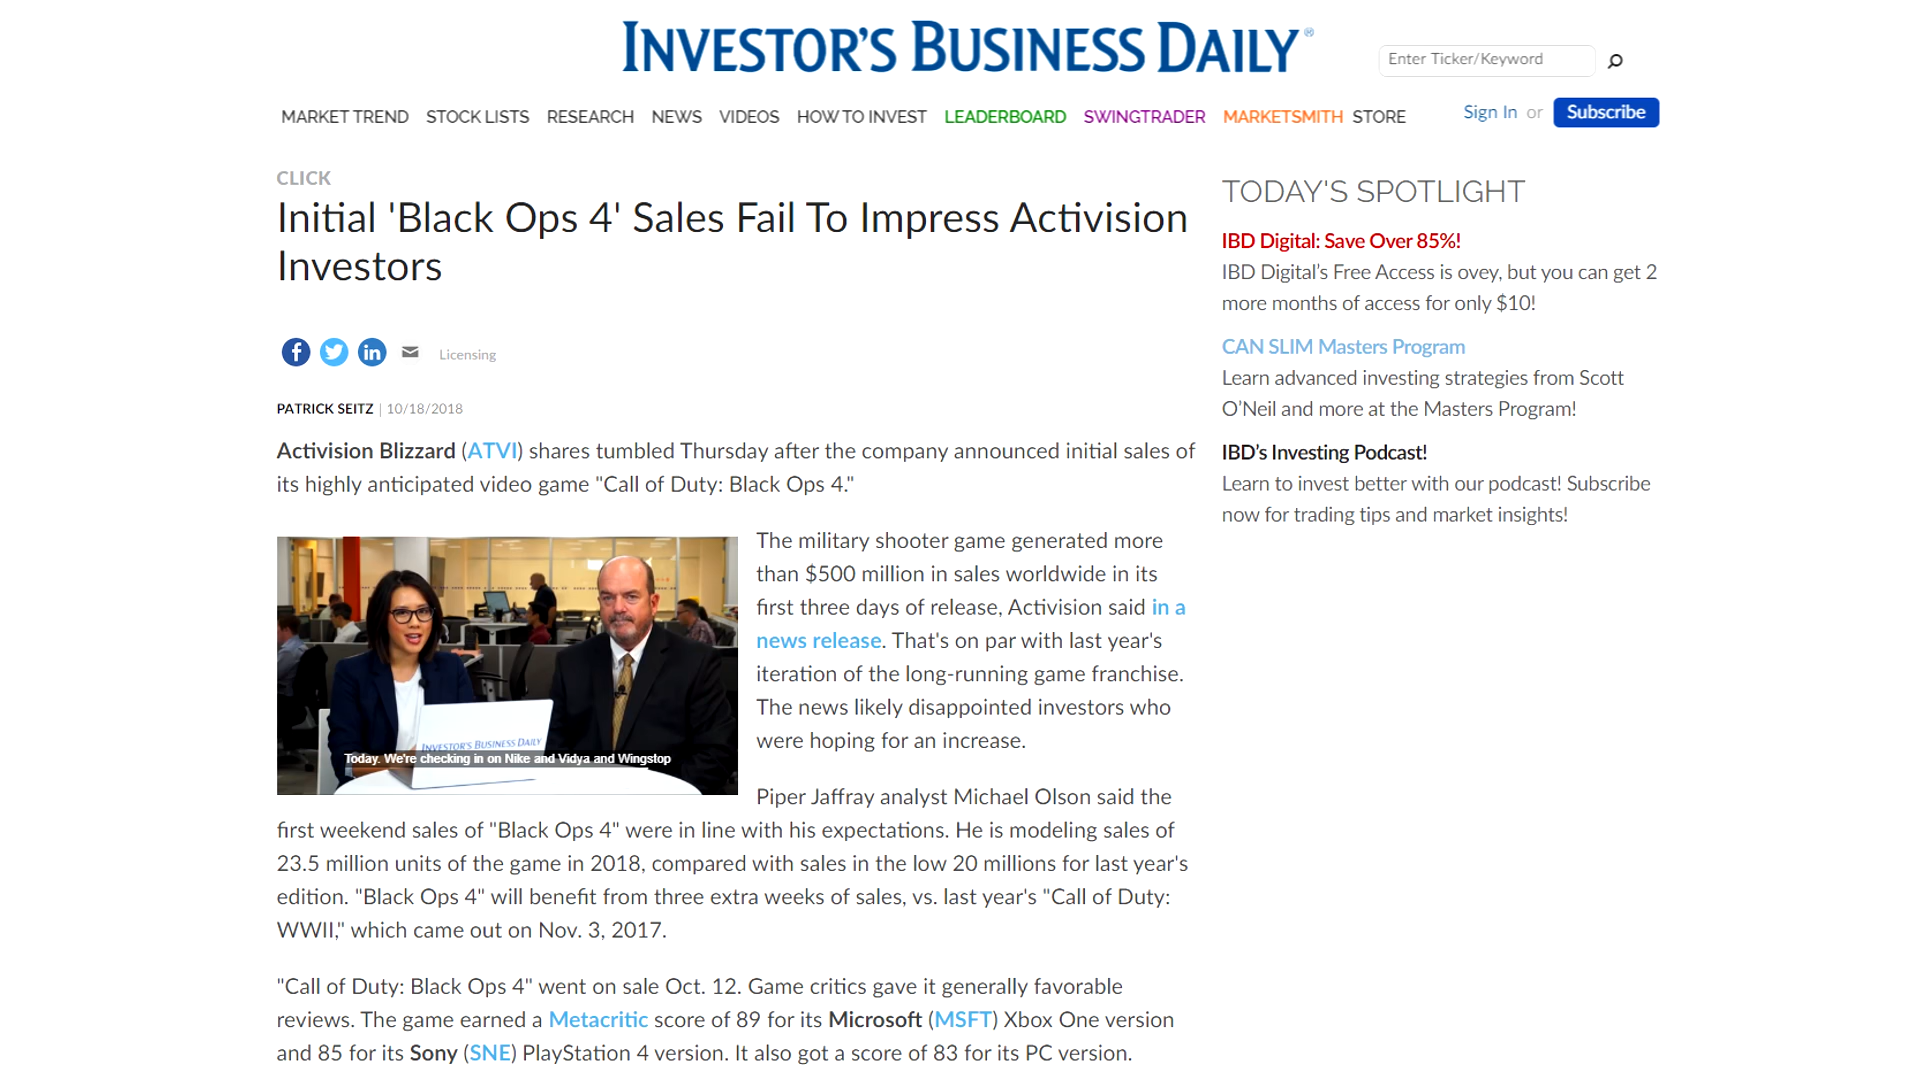 INVESTOR'S BUSINESS DAILY®
Enter Ticker/Keyword
MARKET TREND STOCK LISTS RESEARCH NEWS VIDEOS HOW TO INVEST LEADERBOARD SWINGTRADER MARKETSMITH STORE
Sign In or Subscribe
CLICK
Initial 'Black Ops 4' Sales Fail To Impress Activision
Investors
Licensing
PATRICK SEITZ | 10/18/2018
Activision Blizzard (ATVI) shares tumbled Thursday after the company announced initial sales of
its highly anticipated video game "Call of Duty: Black Ops 4."
INVESTOR'S BUSINESS DAILY
Today. We're checking in on Nike and Vidya and Wingstop
The military shooter game generated more
than $500 million in sales worldwide in its
first three days of release, Activision said in a
news release. That's on par with last year's
iteration of the long-running game franchise.
The news likely disappointed investors who
were hoping for an increase.
Piper Jaffray analyst Michael Olson said the
first weekend sales of "Black Ops 4" were in line with his expectations. He is modeling sales of
23.5 million units of the game in 2018, compared with sales in the low 20 millions for last year's
edition. "Black Ops 4" will benefit from three extra weeks of sales, vs. last year's "Call of Duty:
WWII," which came out on Nov. 3, 2017.
"Call of Duty: Black Ops 4" went on sale Oct. 12. Game critics gave it generally favorable
reviews. The game earned a Metacritic score of 89 for its Microsoft (MSFT) Xbox One version
and 85 for its Sony (SNE) PlayStation 4 version. It also got a score of 83 for its PC version.
TODAY'S SPOTLIGHT
IBD Digital: Save Over 85%!
IBD Digital's Free Access is ovey, but you can get 2
more months of access for only $10!
CAN SLIM Masters Program
Learn advanced investing strategies from Scott
O'Neil and more at the Masters Program!
IBD's Investing Podcast!
Learn to invest better with our podcast! Subscribe
now for trading tips and market insights!